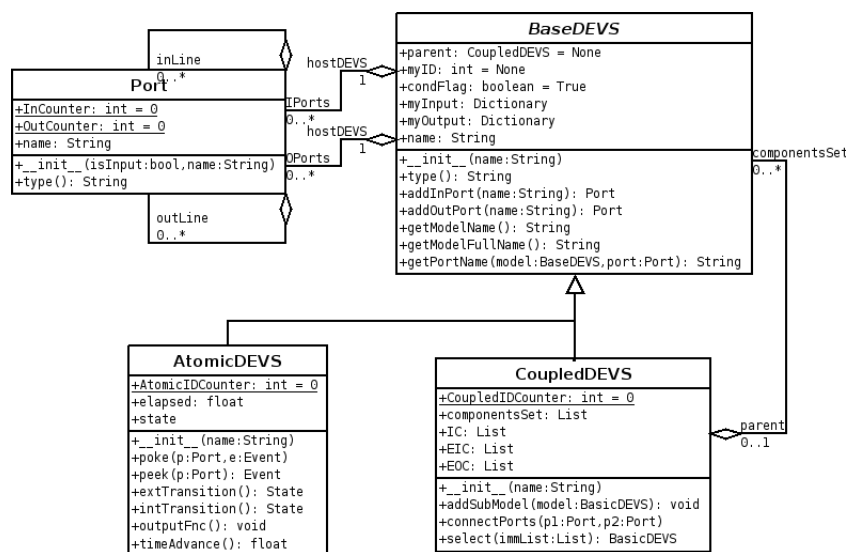 BaseDEVS
+parent: CoupledDEVS = None
+myID: int = None
+condFlag: boolean = True
+myInput: Dictionary
+myOutput: Dictionary
+name: String
+__init__(name:String)
+type(): String
+addInPort(name:String): Port
+addOutPort(name:String): Port
+getModelName(): String
+getModelFullName(): String
+getPortName(model:BaseDEVS,port:Port): String
inLine
0..*
Port
+InCounter: int = 0
+OutCounter: int = 0
+name: String
+__init__(isInput:bool,name:String)
+type(): String
outLine
0..*
hostDEVS
1
IPorts
0..*
hostDEVS
1
OPorts
0..*
componentsSet
0..*
parent
0..1
AtomicDEVS
+AtomicIDCounter: int = 0
+elapsed: float
+state
+__init__(name:String)
+poke(p:Port,e:Event)
+peek(p:Port): Event
+extTransition(): State
+intTransition(): State
+outputFnc(): void
+timeAdvance(): float
CoupledDEVS
+CoupledIDCounter: int = 0
+componentsSet: List
+IC: List
+EIC: List
+EOC: List
+__init__(name:String)
+addSubModel(model:BasicDEVS): void
+connectPorts(p1:Port,p2:Port)
+select(immList:List): BasicDEVS